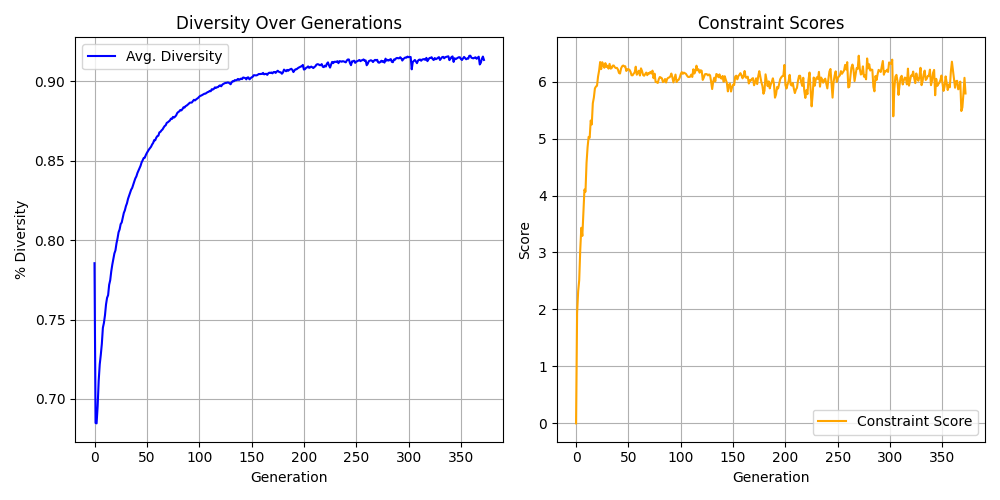 Diversity Over Generations
Avg. Diversity
% Diversity
0.90
0.85
0.80
0.75
0.70
0 50 100 150 200 250 300 350
Generation
Constraint Scores
Score
6
5
4
3
2
1
0
Constraint Score
0 50 100 150 200 250 300 350
Generation